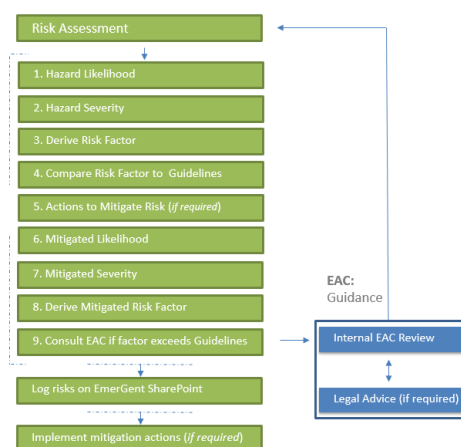 Risk Assessment
1. Hazard Likelihood
2. Hazard Severity
3. Derive Risk Factor
4. Compare Risk Factor to Guidelines
5. Actions to Mitigate Risk (if required)
6. Mitigated Likelihood
7. Mitigated Severity
8. Derive Mitigated Risk Factor
9. Consult EAC if factor exceeds Guidelines
Log risks on EmerGent SharePoint
Implement mitigation actions (if required)
EAC:
Guidance
Internal EAC Review
Legal Advice (if required)